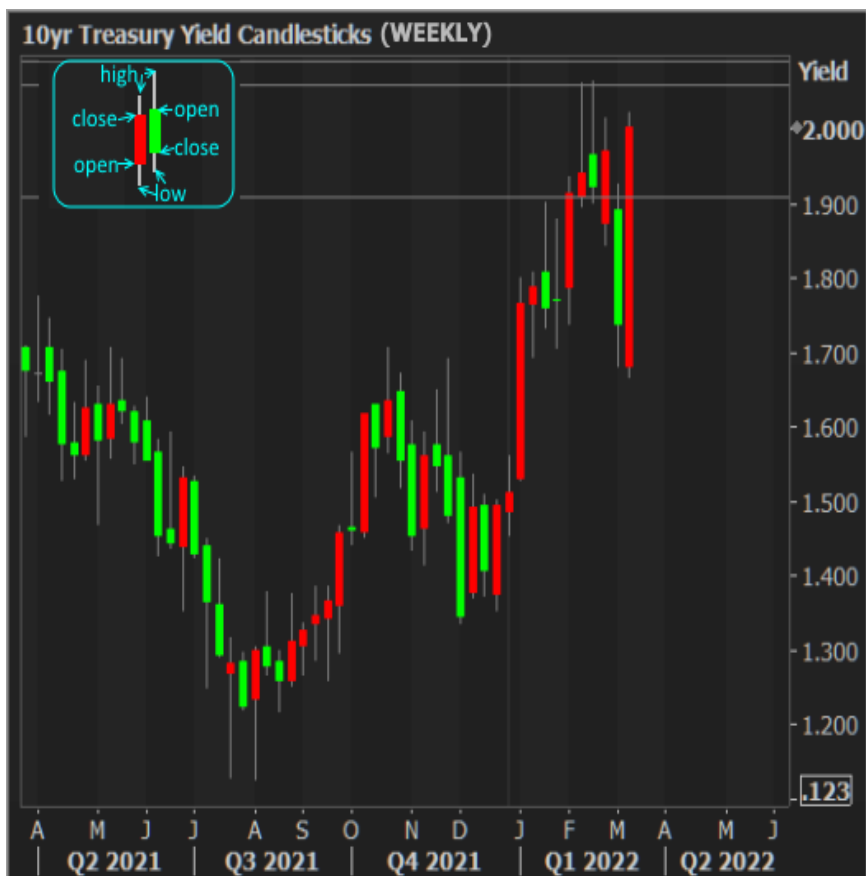 10yr Treasury Yield Candlesticks (WEEKLY)
high
close
open
open
close
low
Yield
2.000
1.900
1.800
1.700
1.600
1.500
1.400
1.300
1.200
.123
A M J J A S O N D J F M A M J
Q2 2021 Q3 2021 Q4 2021 Q1 2022 Q2 2022